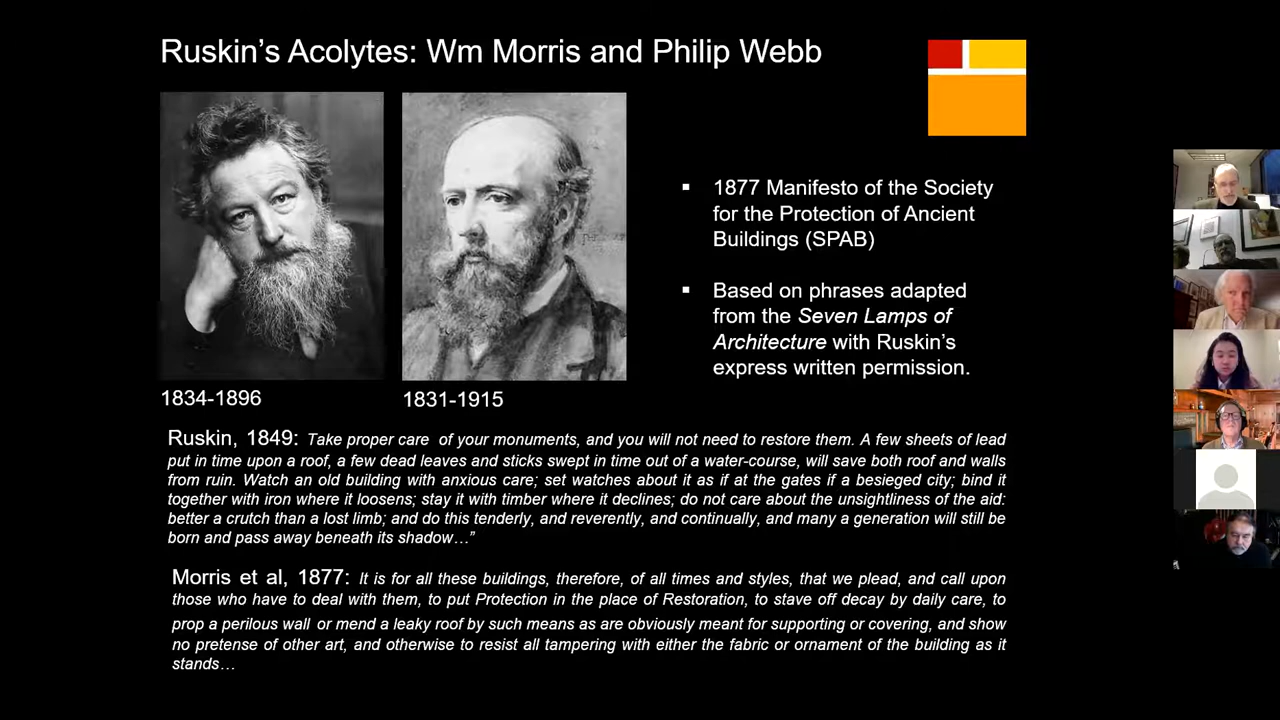 Ruskin's Acolytes: Wm Morris and Philip Webb
▪ 1877 Manifesto of the Society
for the Protection of Ancient
Buildings (SPAB)
▪ Based on phrases adapted
from the Seven Lamps of
Architecture with Ruskin's
express written permission.
1834-1896
1831-1915
Ruskin, 1849: Take proper care of your monuments, and you will not need to restore them. A few sheets of lead
put in time upon a roof, a few dead leaves and sticks swept in time out of a water-course, will save both roof and walls
from ruin. Watch an old building with anxious care; set watches about it as if at the gates if a besieged city; bind it
together with iron where it loosens; stay it with timber where it declines; do not care about the unsightliness of the aid:
better a crutch than a lost limb; and do this tenderly, and reverently, and continually, and many a generation will still be
born and pass away beneath its shadow…"
Morris et al, 1877: It is for all these buildings, therefore, of all times and styles, that we plead, and call upon
those who have to deal with them, to put Protection in the place of Restoration, to stave off decay by daily care, to
prop a perilous wall or mend a leaky roof by such means as are obviously meant for supporting or covering, and show
no pretense of other art, and otherwise to resist all tampering with either the fabric or ornament of the building as it
stands…